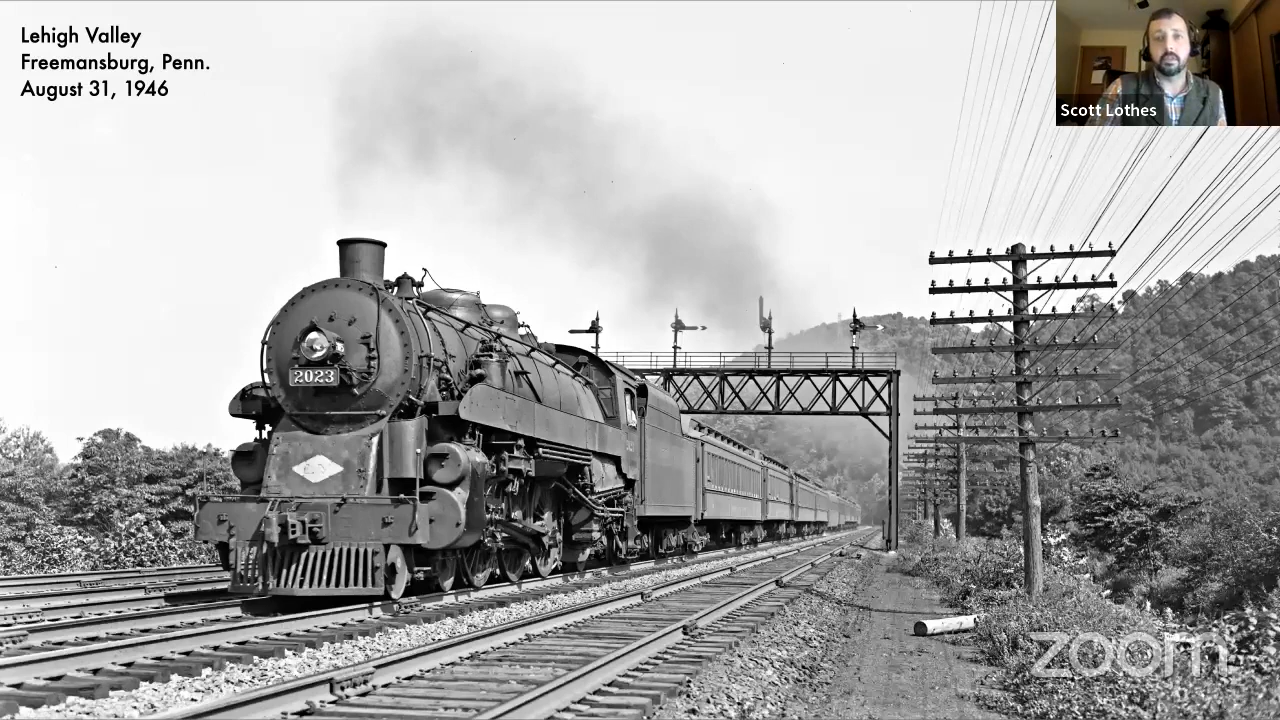 Lehigh Valley
Freemansburg, Penn.
August 31, 1946
Scott Lothes
2023
zoom